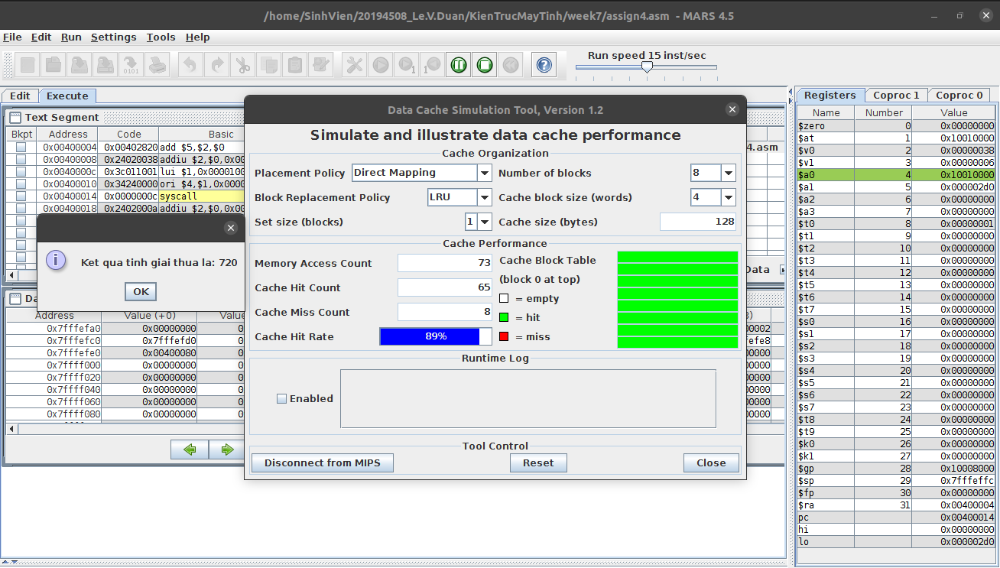 /home/SinhVien/20194508_Le.V.Duan/KienTrucMayTinh/week7/assign4.asm - MARS 4.5
File Edit Run Settings Tools Help
Run speed 15 inst/sec
Edit Execute
Text Segment
Bkpt Address Code Basic
0x00400004 0x00402820 add $5,$2,$0
0x00400008 0x24020038 addiu $2,$0,0x00
0x0040000c 0x3c011001 lui $1,0x0000100
0x00400010 0x34240000 ori $4,$1,0x0000
0x00400014 0x0000000c syscall
0x00400018 0x2402000a addiu $2,$0,0x00
4.asm
Data
Ket qua tinh giai thua la: 720
OK
Da
Address Value (+0) Value
0x7fffefa0 0x00000000 0
0x7fffefc0 0x7fffefd0 0
0x7fffefe0 0x00400080 0
0x7ffff000 0x00000000 0
0x7ffff020 0x00000000 0
0x7ffff040 0x00000000 0
0x7ffff060 0x00000000 0
0x7ffff080 0x00000000 0
00002
efe8
0000
0000
0000
0000
0000
0000
Data Cache Simulation Tool, Version 1.2
Simulate and illustrate data cache performance
Cache Organization
Placement Policy Direct Mapping Number of blocks 8
Block Replacement Policy LRU Cache block size (words) 4
Set size (blocks) 1 Cache size (bytes) 128
Cache Performance
Memory Access Count 73
Cache Hit Count 65
Cache Miss Count 8
Cache Hit Rate 89%
Cache Block Table
(block 0 at top)
= empty
= hit
= miss
Runtime Log
Enabled
Tool Control
Disconnect from MIPS Reset Close
Registers Coproc 1 Coproc 0
Name Number Value
$zero 0 0x00000000
$at 1 0x10010000
$v0 2 0x00000038
$v1 3 0x00000006
$a0 4 0x10010000
$a1 5 0x000002d0
$a2 6 0x00000000
$a3 7 0x00000000
$t0 8 0x00000001
$t1 9 0x00000000
$t2 10 0x00000000
$t3 11 0x00000000
$t4 12 0x00000000
$t5 13 0x00000000
$t6 14 0x00000000
$t7 15 0x00000000
$s0 16 0x00000000
$s1 17 0x00000000
$s2 18 0x00000000
$s3 19 0x00000000
$s4 20 0x00000000
$s5 21 0x00000000
$s6 22 0x00000000
$s7 23 0x00000000
$t8 24 0x00000000
$t9 25 0x00000000
$k0 26 0x00000000
$k1 27 0x00000000
$gp 28 0x10008000
$sp 29 0x7fffeffc
$fp 30 0x00000000
$ra 31 0x00400004
pc 0x00400014
hi 0x00000000
lo 0x000002d0